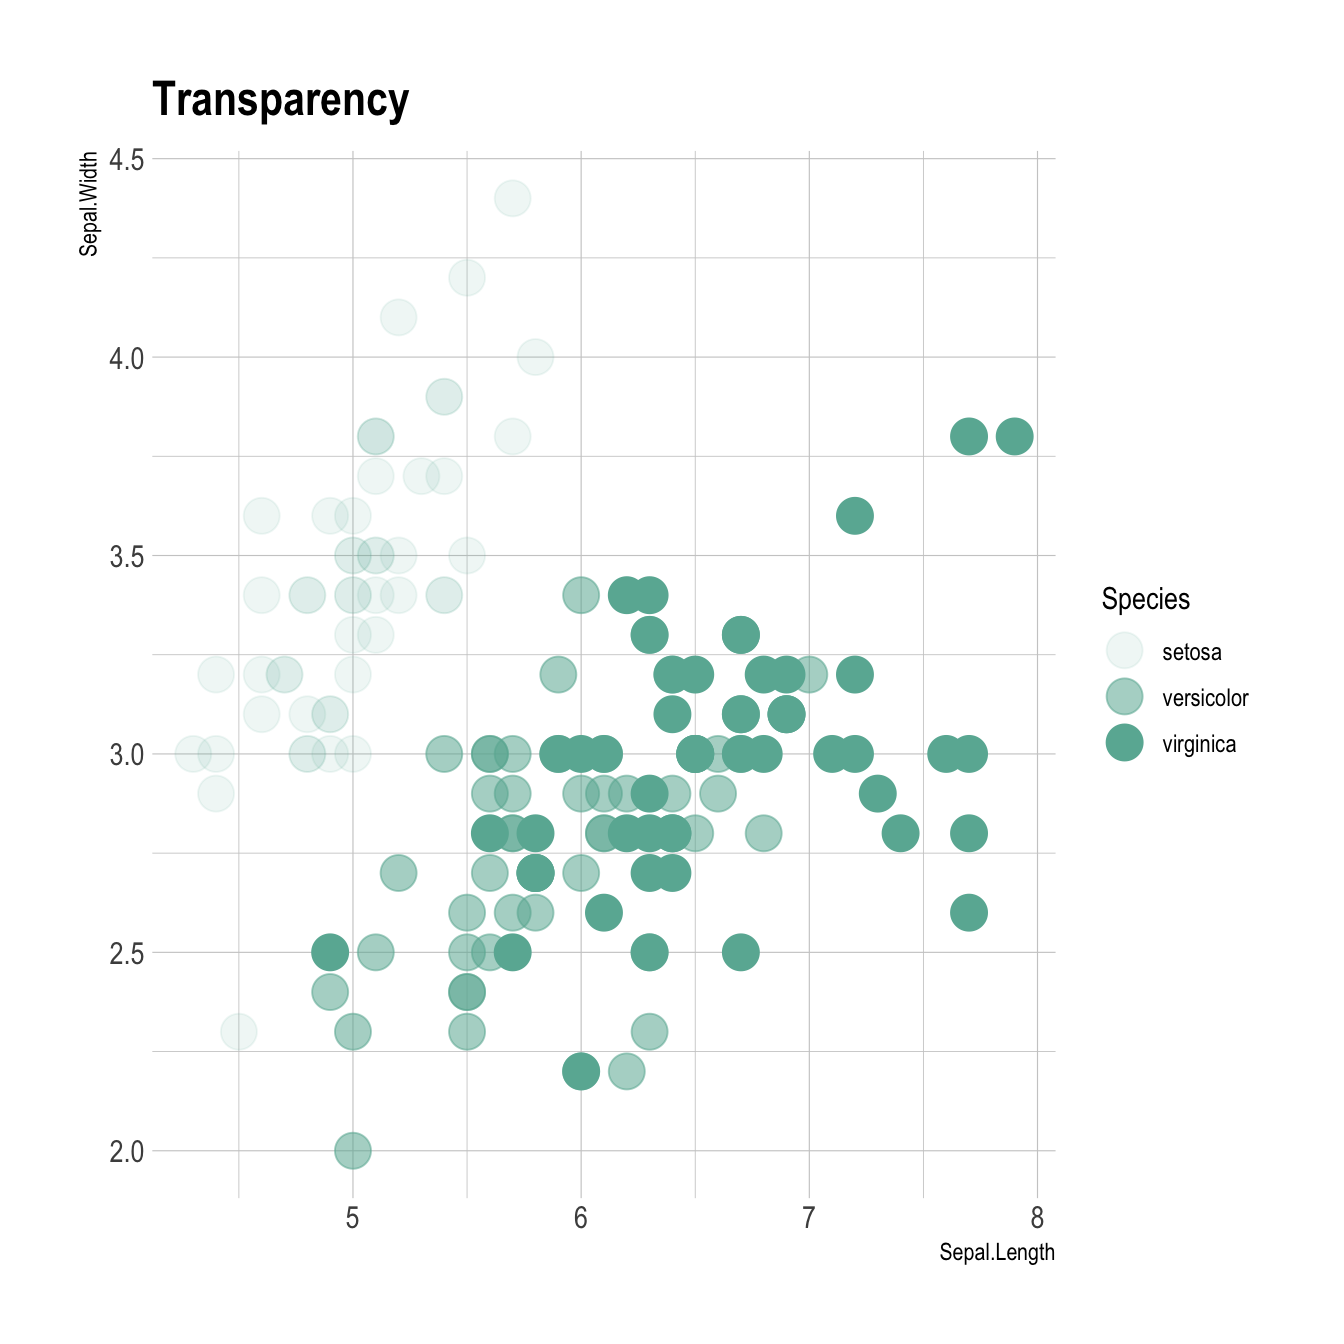 Transparency
Sepal.Width
4.5
4.0
3.5
3.0
2.5
2.0
5 6 7 8
Sepal.Length
Species
setosa
versicolor
virginica